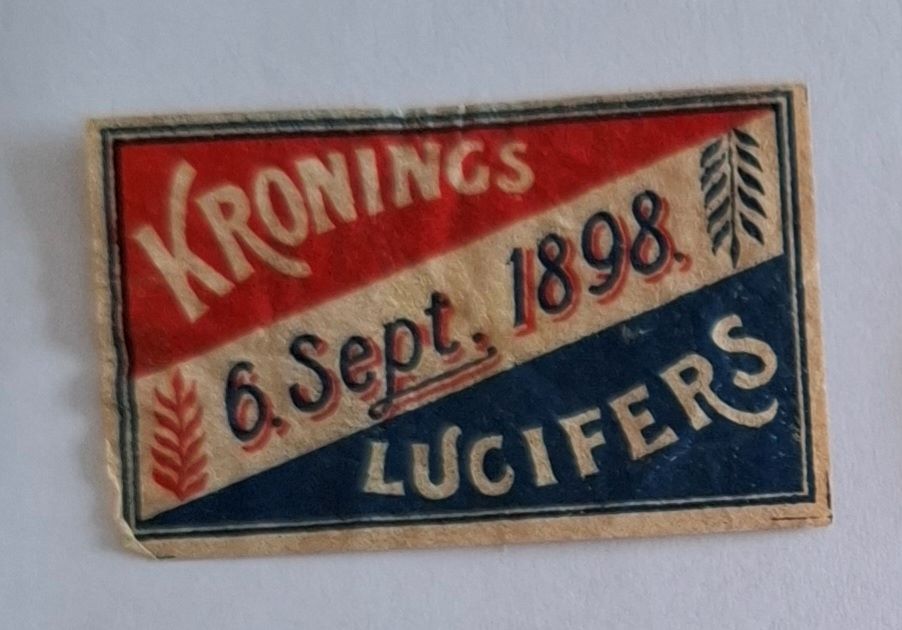 KRONINGS
6. Sept. 1898.
LUCIFERS